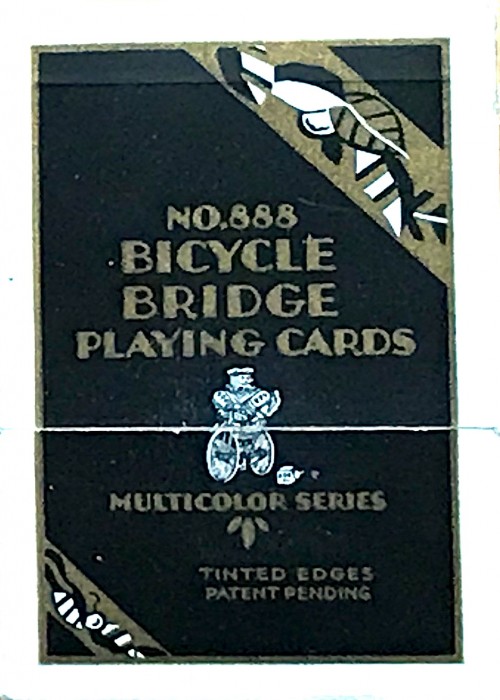 NO.888
BICYCLE
BRIDGE
PLAYING CARDS
MULTICOLOR SERIES
TINTED EDGES
PATENT PENDING